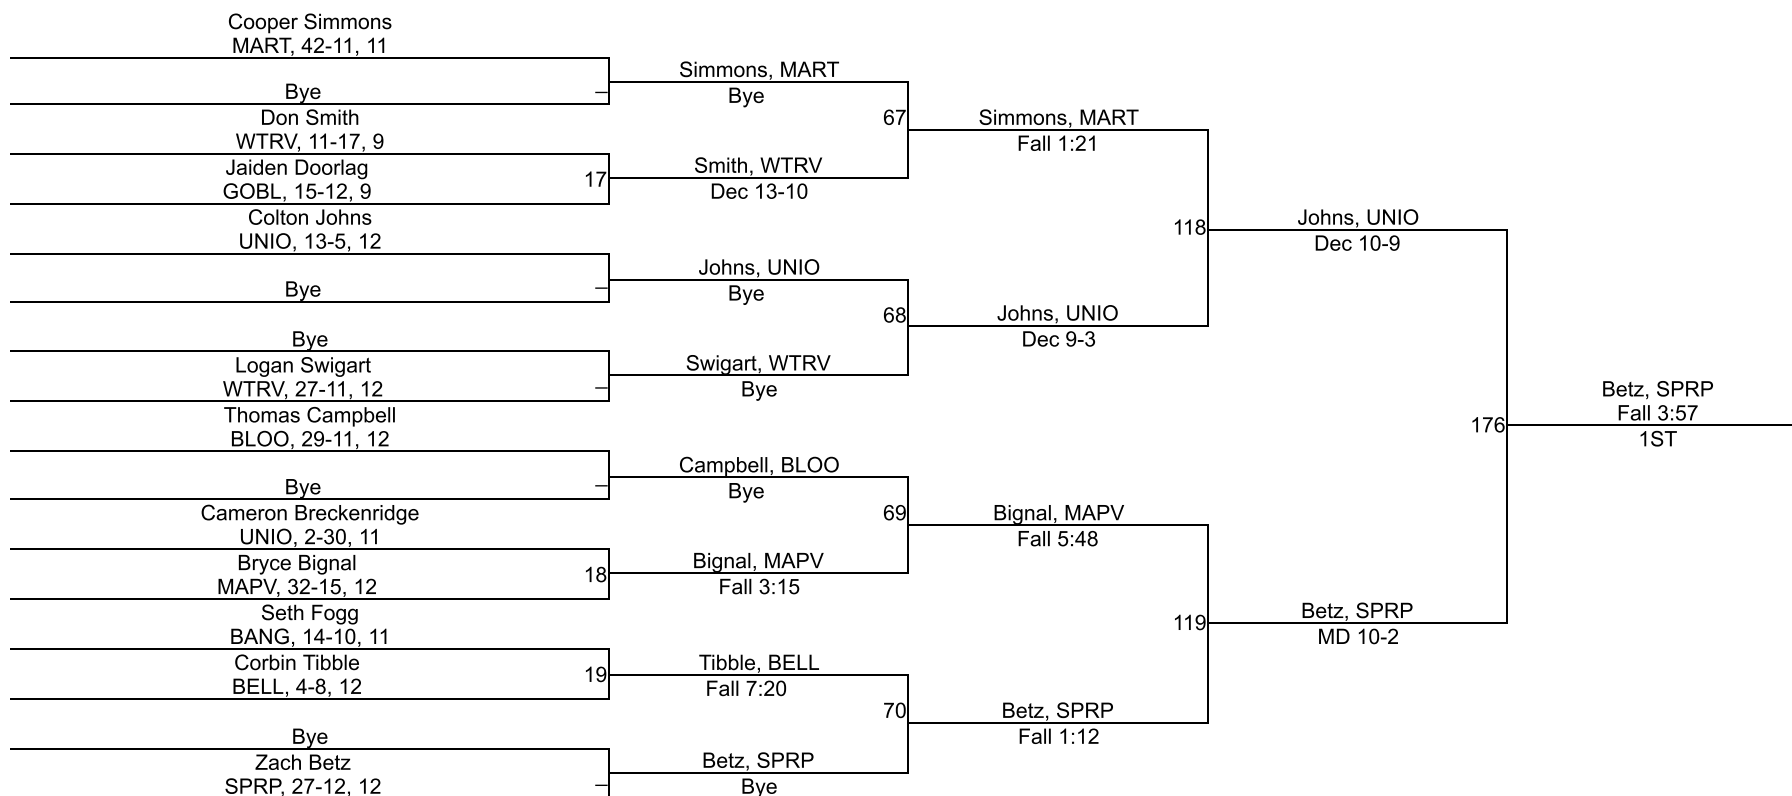 Cooper Simmons
MART, 42-11, 11
Bye
–
Don Smith
WTRV, 11-17, 9
Jaiden Doorlag
GOBL, 15-12, 9
17
Colton Johns
UNIO, 13-5, 12
Bye
–
Bye
Logan Swigart
WTRV, 27-11, 12
–
Thomas Campbell
BLOO, 29-11, 12
Bye
–
Cameron Breckenridge
UNIO, 2-30, 11
Bryce Bignal
MAPV, 32-15, 12
18
Seth Fogg
BANG, 14-10, 11
Corbin Tibble
BELL, 4-8, 12
19
Bye
Zach Betz
SPRP, 27-12, 12
–
Simmons, MART
Bye
67
Smith, WTRV
Dec 13-10
Johns, UNIO
Bye
68
Swigart, WTRV
Bye
Campbell, BLOO
Bye
69
Bignal, MAPV
Fall 3:15
Tibble, BELL
Fall 7:20
70
Betz, SPRP
Bye
Simmons, MART
Fall 1:21
118
Johns, UNIO
Dec 9-3
Bignal, MAPV
Fall 5:48
119
Betz, SPRP
Fall 1:12
Johns, UNIO
Dec 10-9
176
Betz, SPRP
MD 10-2
Betz, SPRP
Fall 3:57
1ST